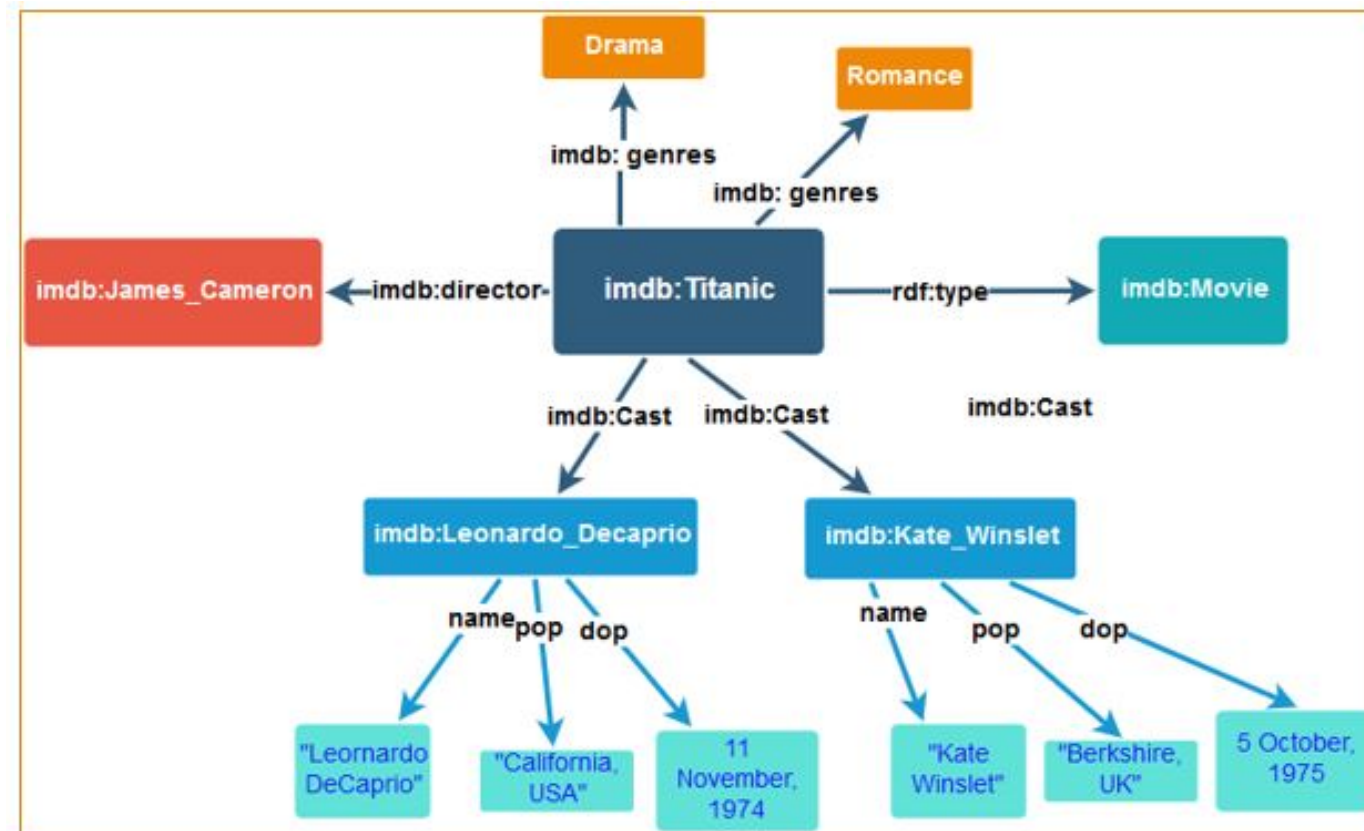 Drama
Romance
imdb: genres
imdb: genres
imdb:James_Cameron
imdb:director
imdb:Titanic
rdf:type
imdb:Movie
imdb:Cast
imdb:Cast
imdb:Cast
imdb:Leonardo_Decaprio
imdb:Kate_Winslet
name
pop
dop
name
pop
dop
"Leornardo
DeCaprio"
"California,
USA"
11
November,
1974
"Kate
Winslet"
"Berkshire,
UK"
5 October,
1975